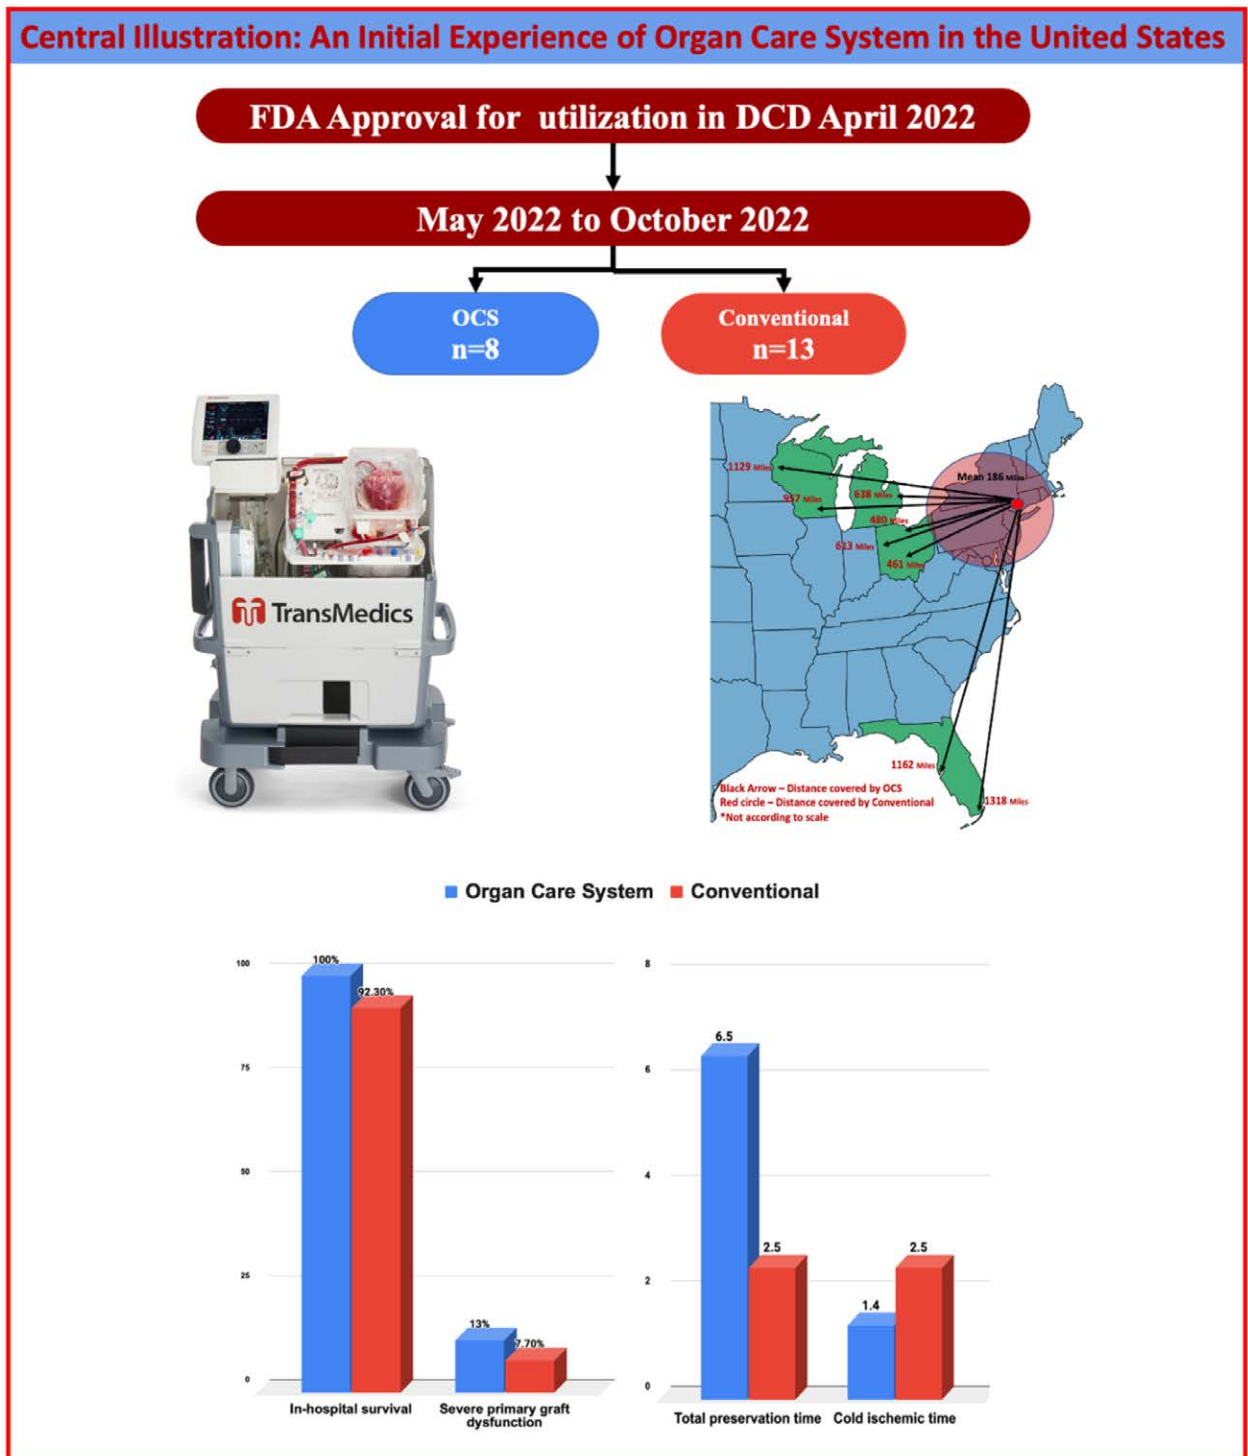 Central Illustration: An Initial Experience of Organ Care System in the United States
FDA Approval for utilization in DCD April 2022
May 2022 to October 2022
OCS
n=8
Conventional
n=13
TransMedics
1129 Miles
Mean 186 Miles
957 Miles
638 Miles
480 Miles
613 Miles
461 Miles
1162 Miles
1318 Miles
Black Arrow – Distance covered by OCS
Red circle – Distance covered by Conventional
*Not according to scale
Organ Care System
Conventional
100
75
50
25
0
100%
92.30%
13%
7.70%
In-hospital survival
Severe primary graft
dysfunction
8
6
4
2
0
6.5
2.5
1.4
2.5
Total preservation time
Cold ischemic time